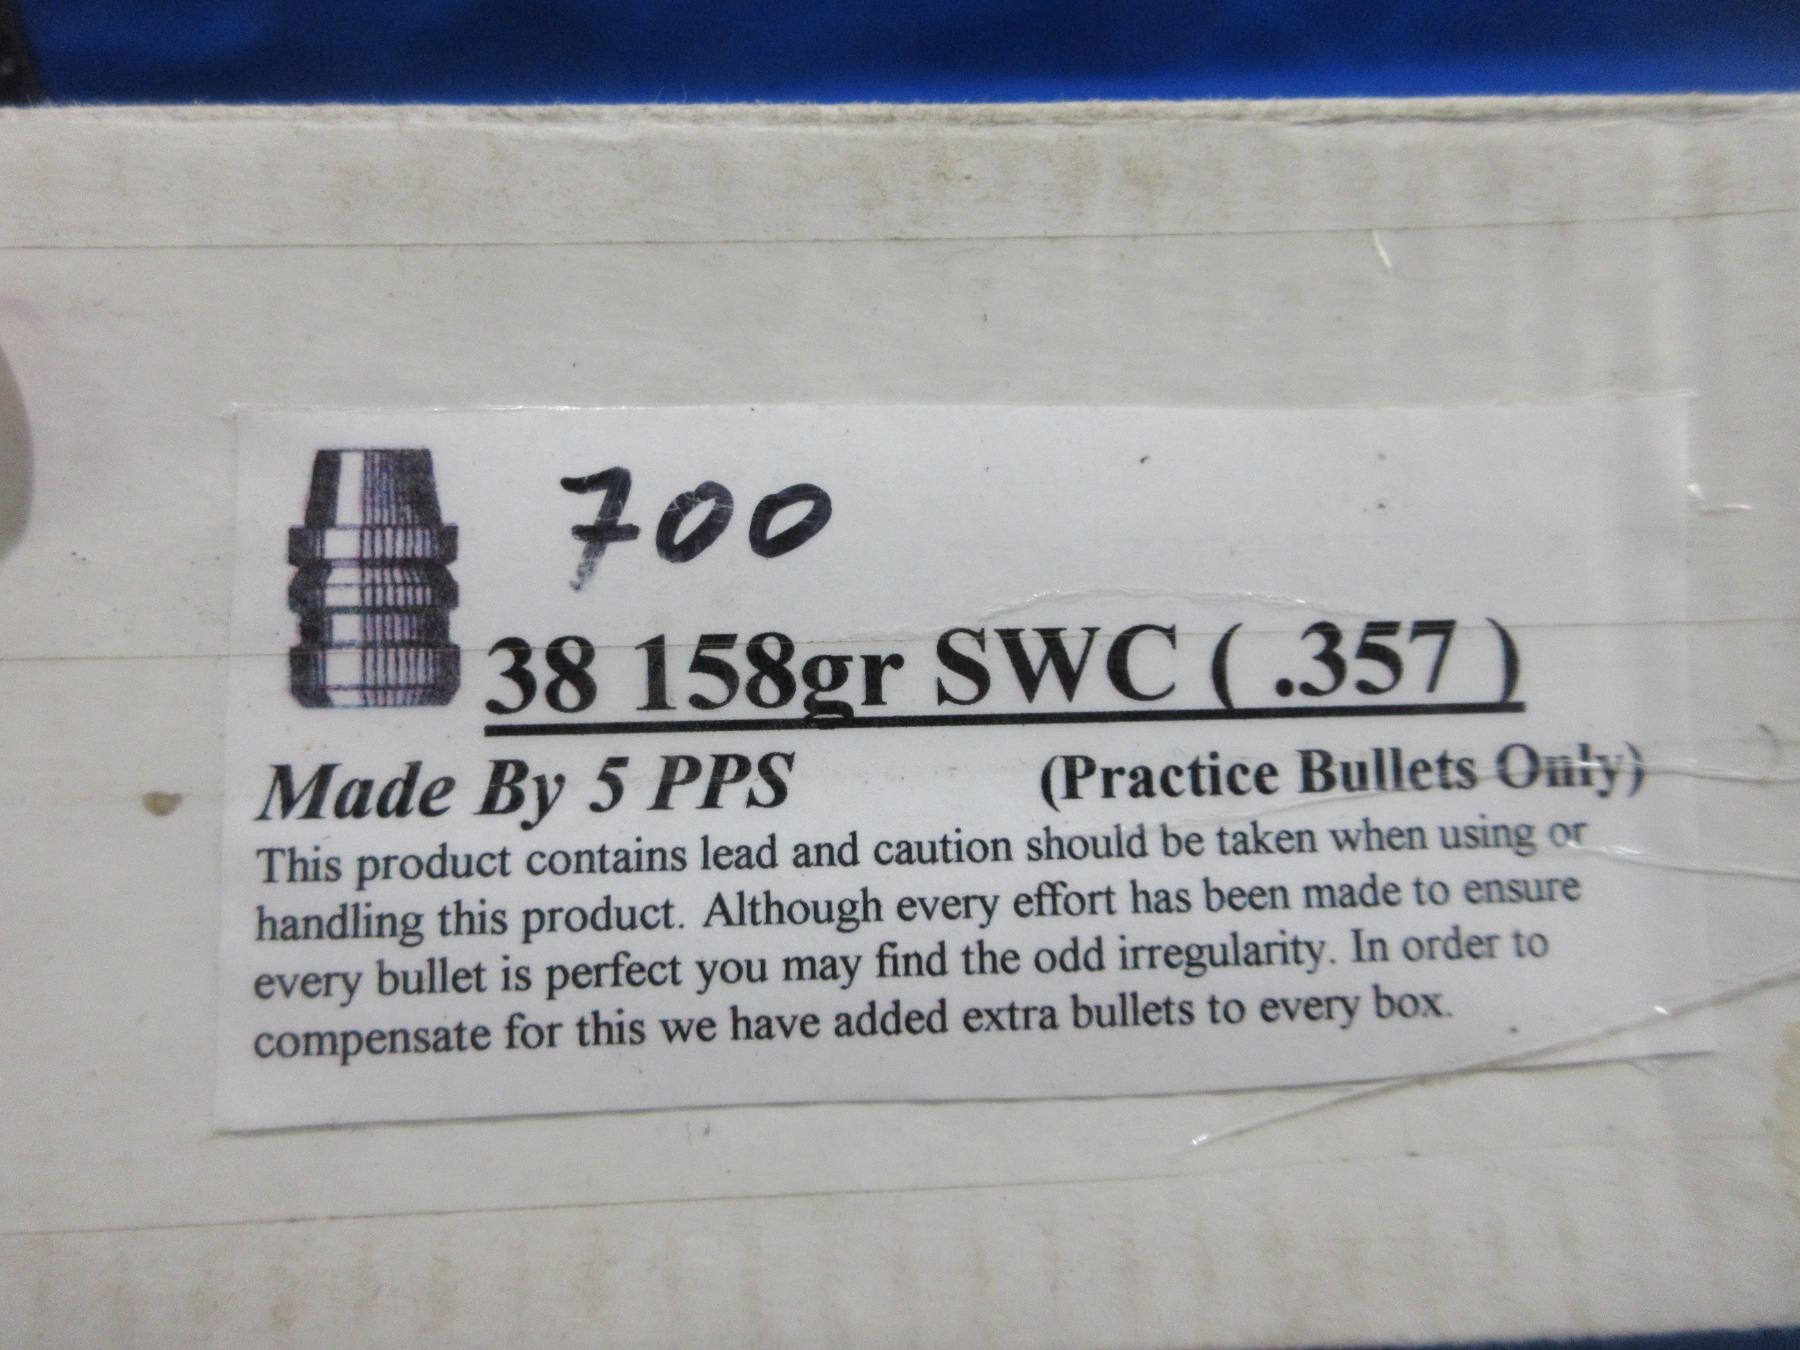 700
38 158gr SWC ( .357 )
Made By 5 PPS (Practice Bullets Only)
This product contains lead and caution should be taken when using or
handling this product. Although every effort has been made to ensure
every bullet is perfect you may find the odd irregularity. In order to
compensate for this we have added extra bullets to every box.